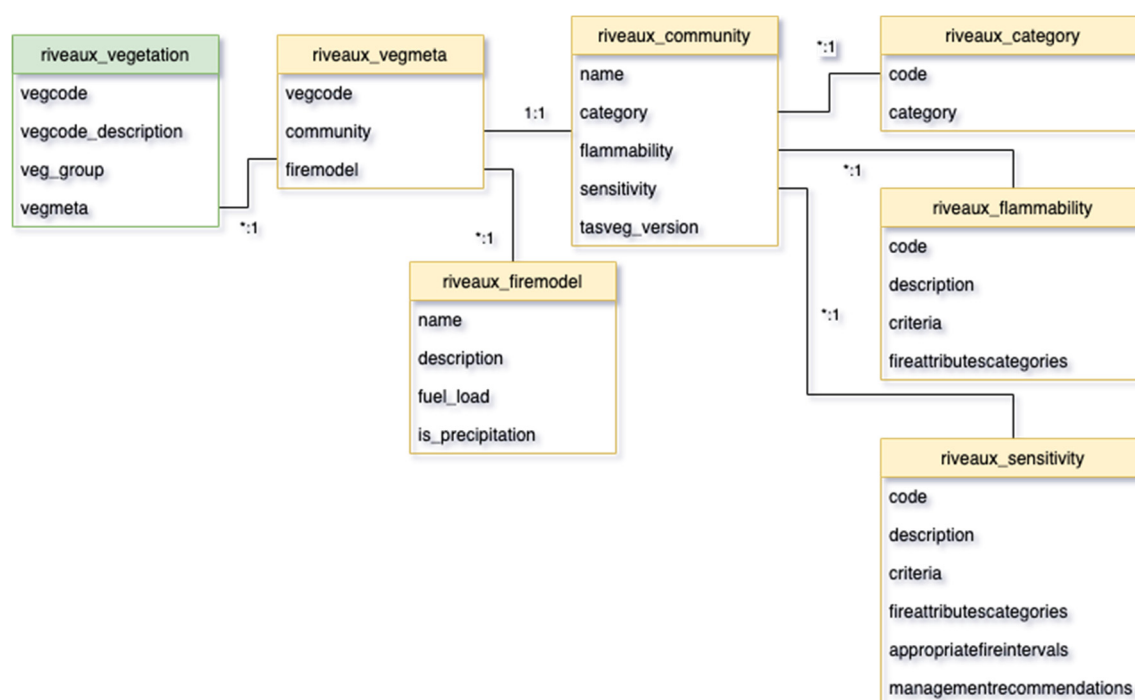 riveaux_vegetation
vegcode
vegcode_description
veg_group
vegmeta
*:1
riveaux_vegmeta
vegcode
community
firemodel
1:1
*:1
riveaux_firemodel
name
description
fuel_load
is_precipitation
riveaux_community
name
category
flammability
sensitivity
tasveg_version
*:1
*:1
*:1
riveaux_category
code
category
riveaux_flammability
code
description
criteria
fireattributescategories
riveaux_sensitivity
code
description
criteria
fireattributescategories
appropriatefireintervals
managementrecommendations